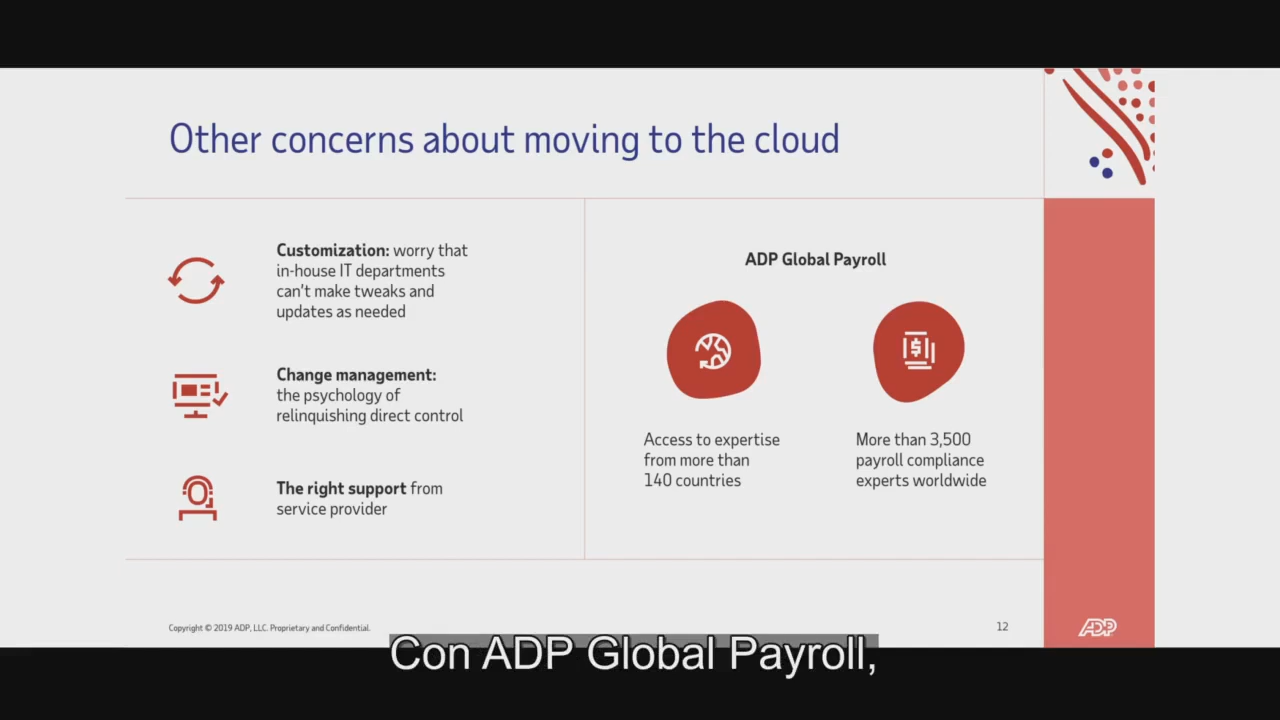 Other concerns about moving to the cloud
Customization: worry that
in-house IT departments
can't make tweaks and
updates as needed
Change management:
the psychology of
relinquishing direct control
The right support from
service provider
ADP Global Payroll
Access to expertise
from more than
140 countries
More than 3,500
payroll compliance
experts worldwide
Copyright © 2019 ADP, LLC. Proprietary and Confidential.
12
ADP
Con ADP Global Payroll,